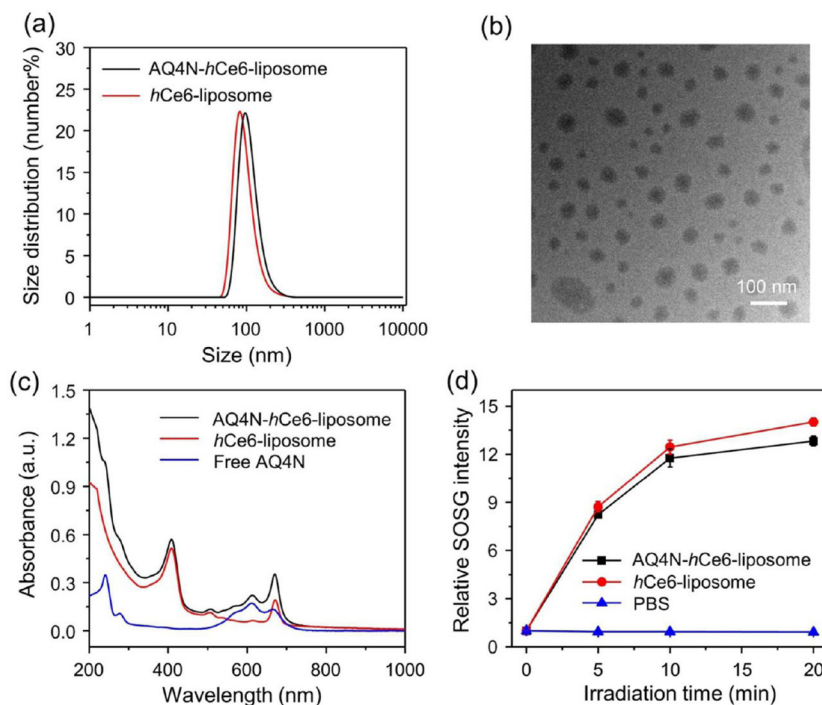 (a)
30
25
20
15
10
5
0
Size distribution (number%)
AQ4N-hCe6-liposome
hCe6-liposome
1 10 100 1000 10000
Size (nm)
(b)
100 nm
(c)
1.5
1.2
0.9
0.6
0.3
0.0
Absorbance (a.u.)
AQ4N-hCe6-liposome
hCe6-liposome
Free AQ4N
200 400 600 800 1000
Wavelength (nm)
(d)
15
12
9
6
3
0
Relative SOSG intensity
AQ4N-hCe6-liposome
hCe6-liposome
PBS
0 5 10 15 20
Irradiation time (min)